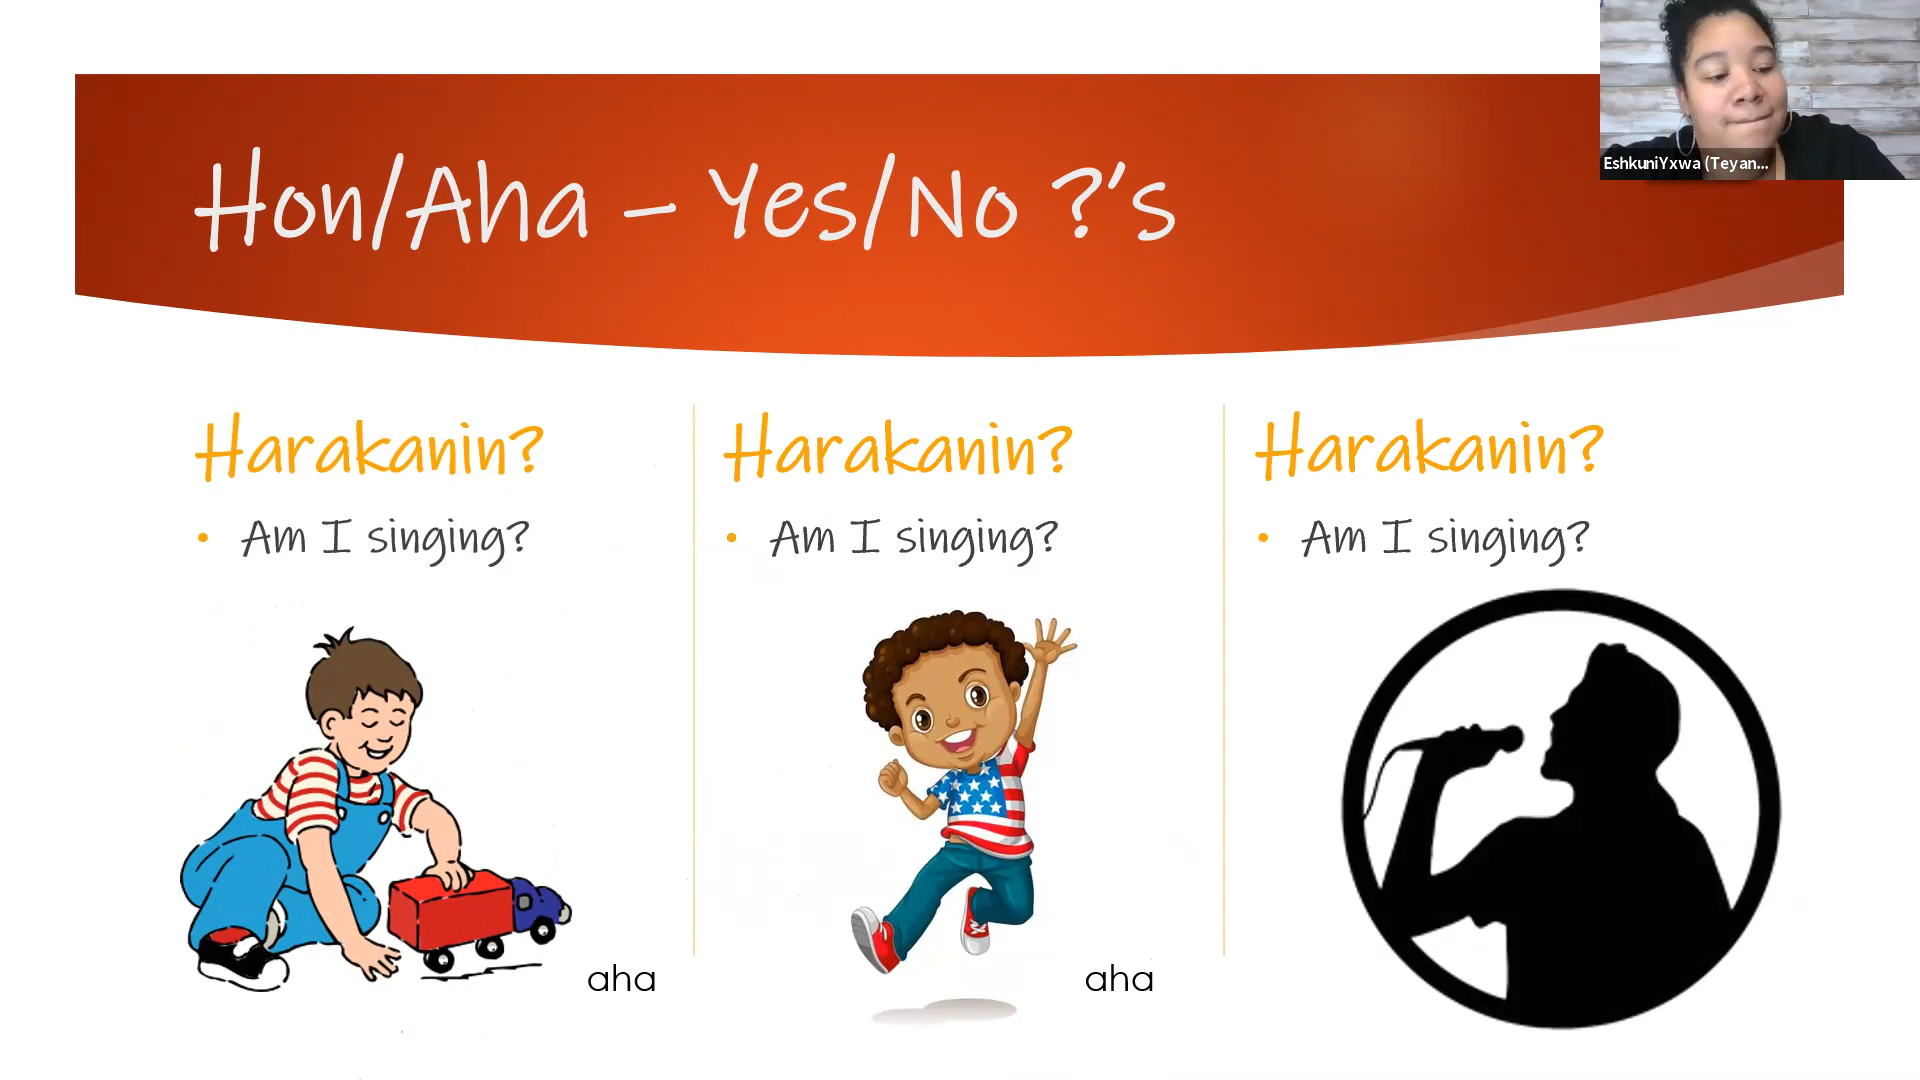 EshkuniYxwa (Teyan...
Hon/Aha – Yes/No ?'s
Harakanin?
• Am I singing?
aha
Harakanin?
• Am I singing?
aha
Harakanin?
• Am I singing?